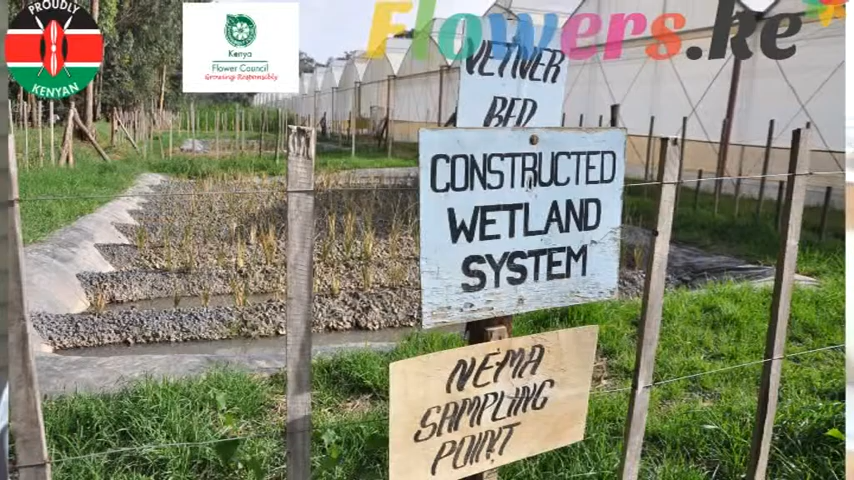 PROUDLY
KENYAN
Kenya
Flower Council
Growing Responsibly
Flowers.Ke
VETIVER
BED
CONSTRUCTED
WETLAND
SYSTEM
NEMA
SAMPLING
POINT